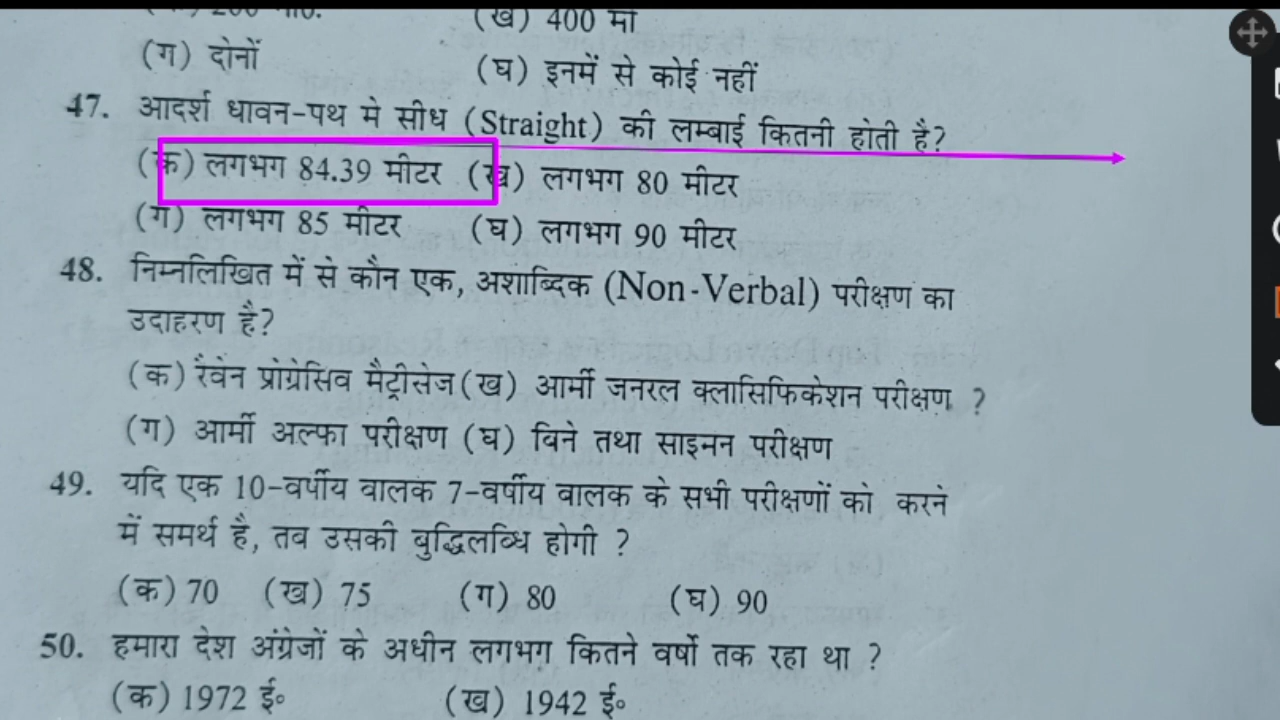 (ख) 400 मी
(ग) दोनों (घ) इनमें से कोई नहीं
47. आदर्श धावन-पथ मे सीध (Straight) की लम्बाई कितनी होती है?
(क) लगभग 84.39 मीटर (ख) लगभग 80 मीटर
(ग) लगभग 85 मीटर (घ) लगभग 90 मीटर
48. निम्नलिखित में से कौन एक, अशाब्दिक (Non-Verbal) परीक्षण का
उदाहरण है?
(क) रैवेन प्रोग्रेसिव मैट्रीसेज (ख) आर्मी जनरल क्लासिफिकेशन परीक्षण ?
(ग) आर्मी अल्फा परीक्षण (घ) विने तथा साइनन परीक्षण
49. यदि एक 10-वर्षीय वालक 7-वर्षीय वालक के सभी परीक्षणों को करने
में समर्थ है, तव उसकी बुद्धिलव्धि होगी ?
(क) 70 (ख) 75 (ग) 80 (घ) 90
50. हमारा देश अंग्रेजों के अधीन लगभग कितने वर्षो तक रहा था ?
(क) 1972 ई० (ख) 1942 ई०